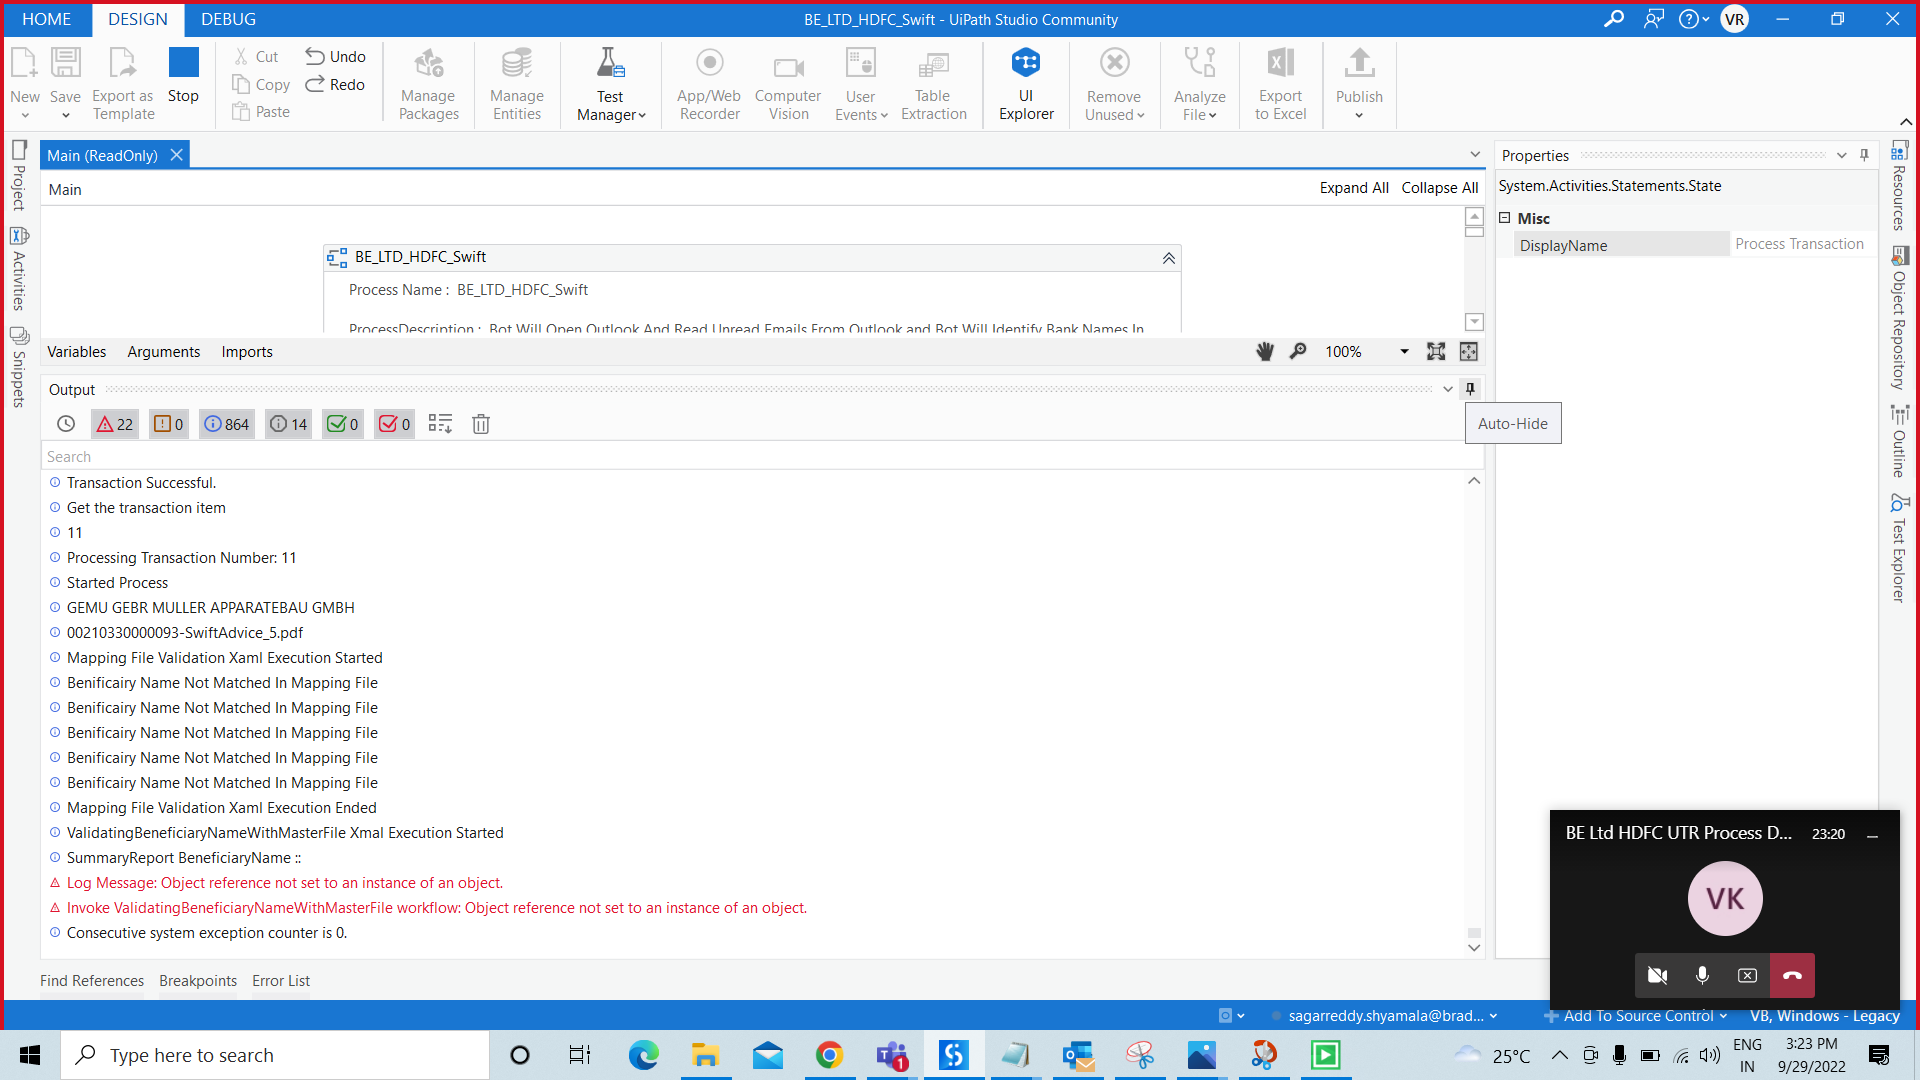 HOME DESIGN DEBUG BE_LTD_HDFC_Swift - UiPath Studio Community VR
New Save Export as Template Stop
Cut Copy Paste Undo Redo
Manage Packages Manage Entities Test Manager App/Web Recorder Computer Vision User Events Table Extraction UI Explorer Remove Unused Analyze File Export to Excel Publish
Project
Activities
Snippets
Main (ReadOnly)
Main Expand All Collapse All
BE_LTD_HDFC_Swift
Process Name : BE_LTD_HDFC_Swift
ProcessDescription : Bot Will Open Outlook And Read Unread Emails From Outlook and Bot Will Identify Bank Names In
Variables Arguments Imports 100%
Output
22 0 864 14 0 0
Auto-Hide
Search
Transaction Successful.
Get the transaction item
11
Processing Transaction Number: 11
Started Process
GEMU GEBR MULLER APPARATEBAU GMBH
00210330000093-SwiftAdvice_5.pdf
Mapping File Validation Xaml Execution Started
Benificairy Name Not Matched In Mapping File
Benificairy Name Not Matched In Mapping File
Benificairy Name Not Matched In Mapping File
Benificairy Name Not Matched In Mapping File
Benificairy Name Not Matched In Mapping File
Mapping File Validation Xaml Execution Ended
ValidatingBeneficiaryNameWithMasterFile Xmal Execution Started
SummaryReport BeneficiaryName ::
Log Message: Object reference not set to an instance of an object.
Invoke ValidatingBeneficiaryNameWithMasterFile workflow: Object reference not set to an instance of an object.
Consecutive system exception counter is 0.
Find References Breakpoints Error List
Properties
System.Activities.Statements.State
Misc
DisplayName Process Transaction
Resources
Object Repository
Outline
Test Explorer
BE Ltd HDFC UTR Process D... 23:20
VK
sagarreddy.shyamala@brad... Add To Source Control VB, Windows - Legacy
Type here to search
1
25°C ENG IN 3:23 PM 9/29/2022